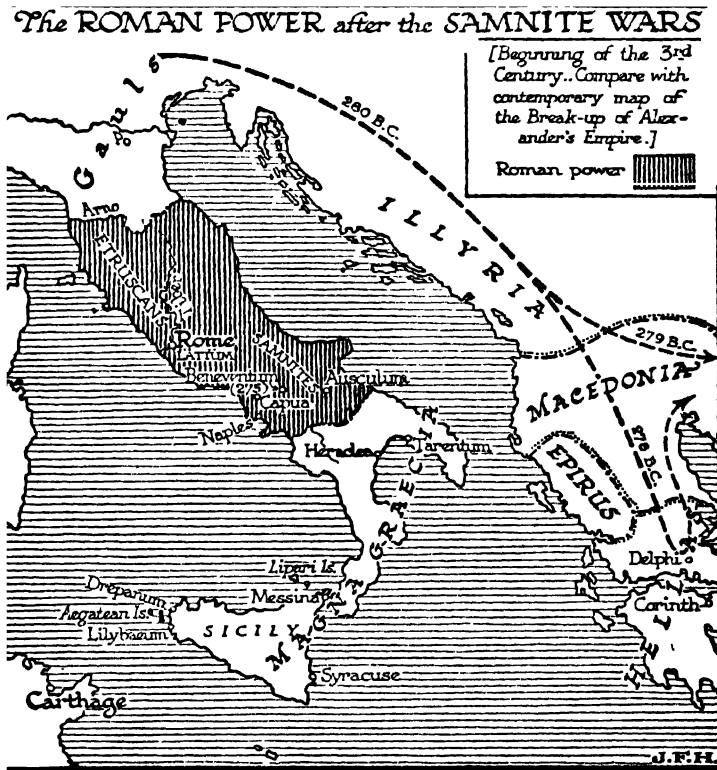 The ROMAN POWER after the SAMNITE WARS
[Beginning of the 3rd
Century.. Compare with
contemporary map of
the Break-up of Alex-
ander's Empire.]
Roman power
Gauls
280 B.C.
Po
ILLYRIA
Arno
ETRUSCANS
279 B.C.
Rome
LATIUM
SAMNITES
MACEDONIA
Beneventum
(275)
Ausculum
Capua
Naples
Heraclea
Tarentum
278 B.C.
EPIRUS
MAGNA GRAECIA
Delphi
Lipari Is.
Messina
Drepanum
Aegatean Is.
Lilybaeum
SICILY
Corinth
Syracuse
Carthage
J.F.H.